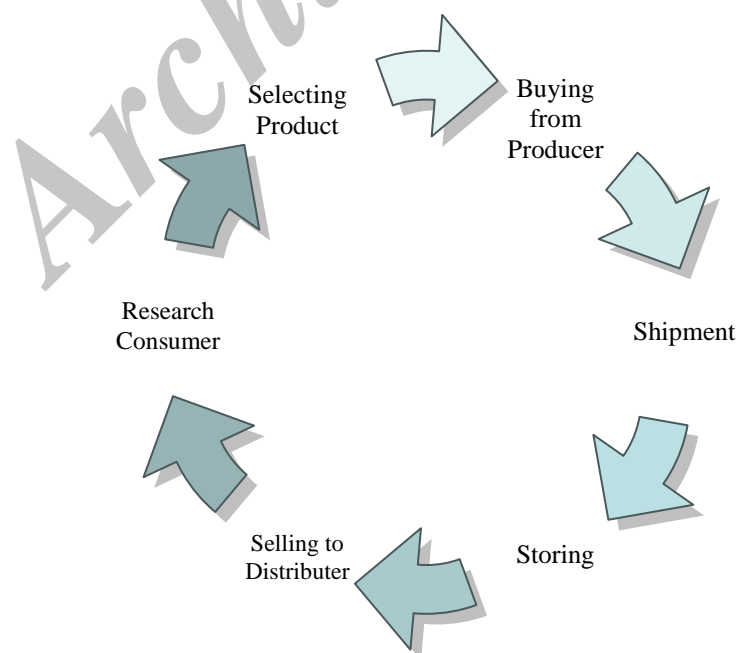 Selecting
Product
Buying
from
Producer
Shipment
Storing
Selling to
Distributer
Research
Consumer